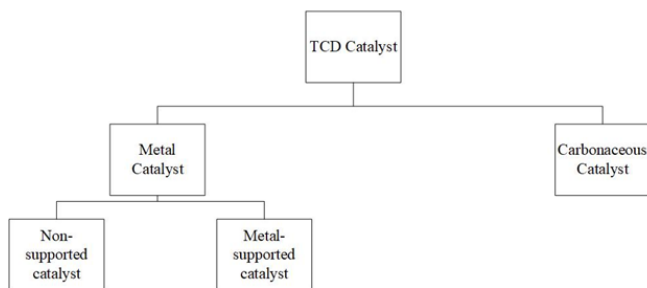 TCD Catalyst
Metal
Catalyst
Carbonaceous
Catalyst
Non-
supported
catalyst
Metal-
supported
catalyst